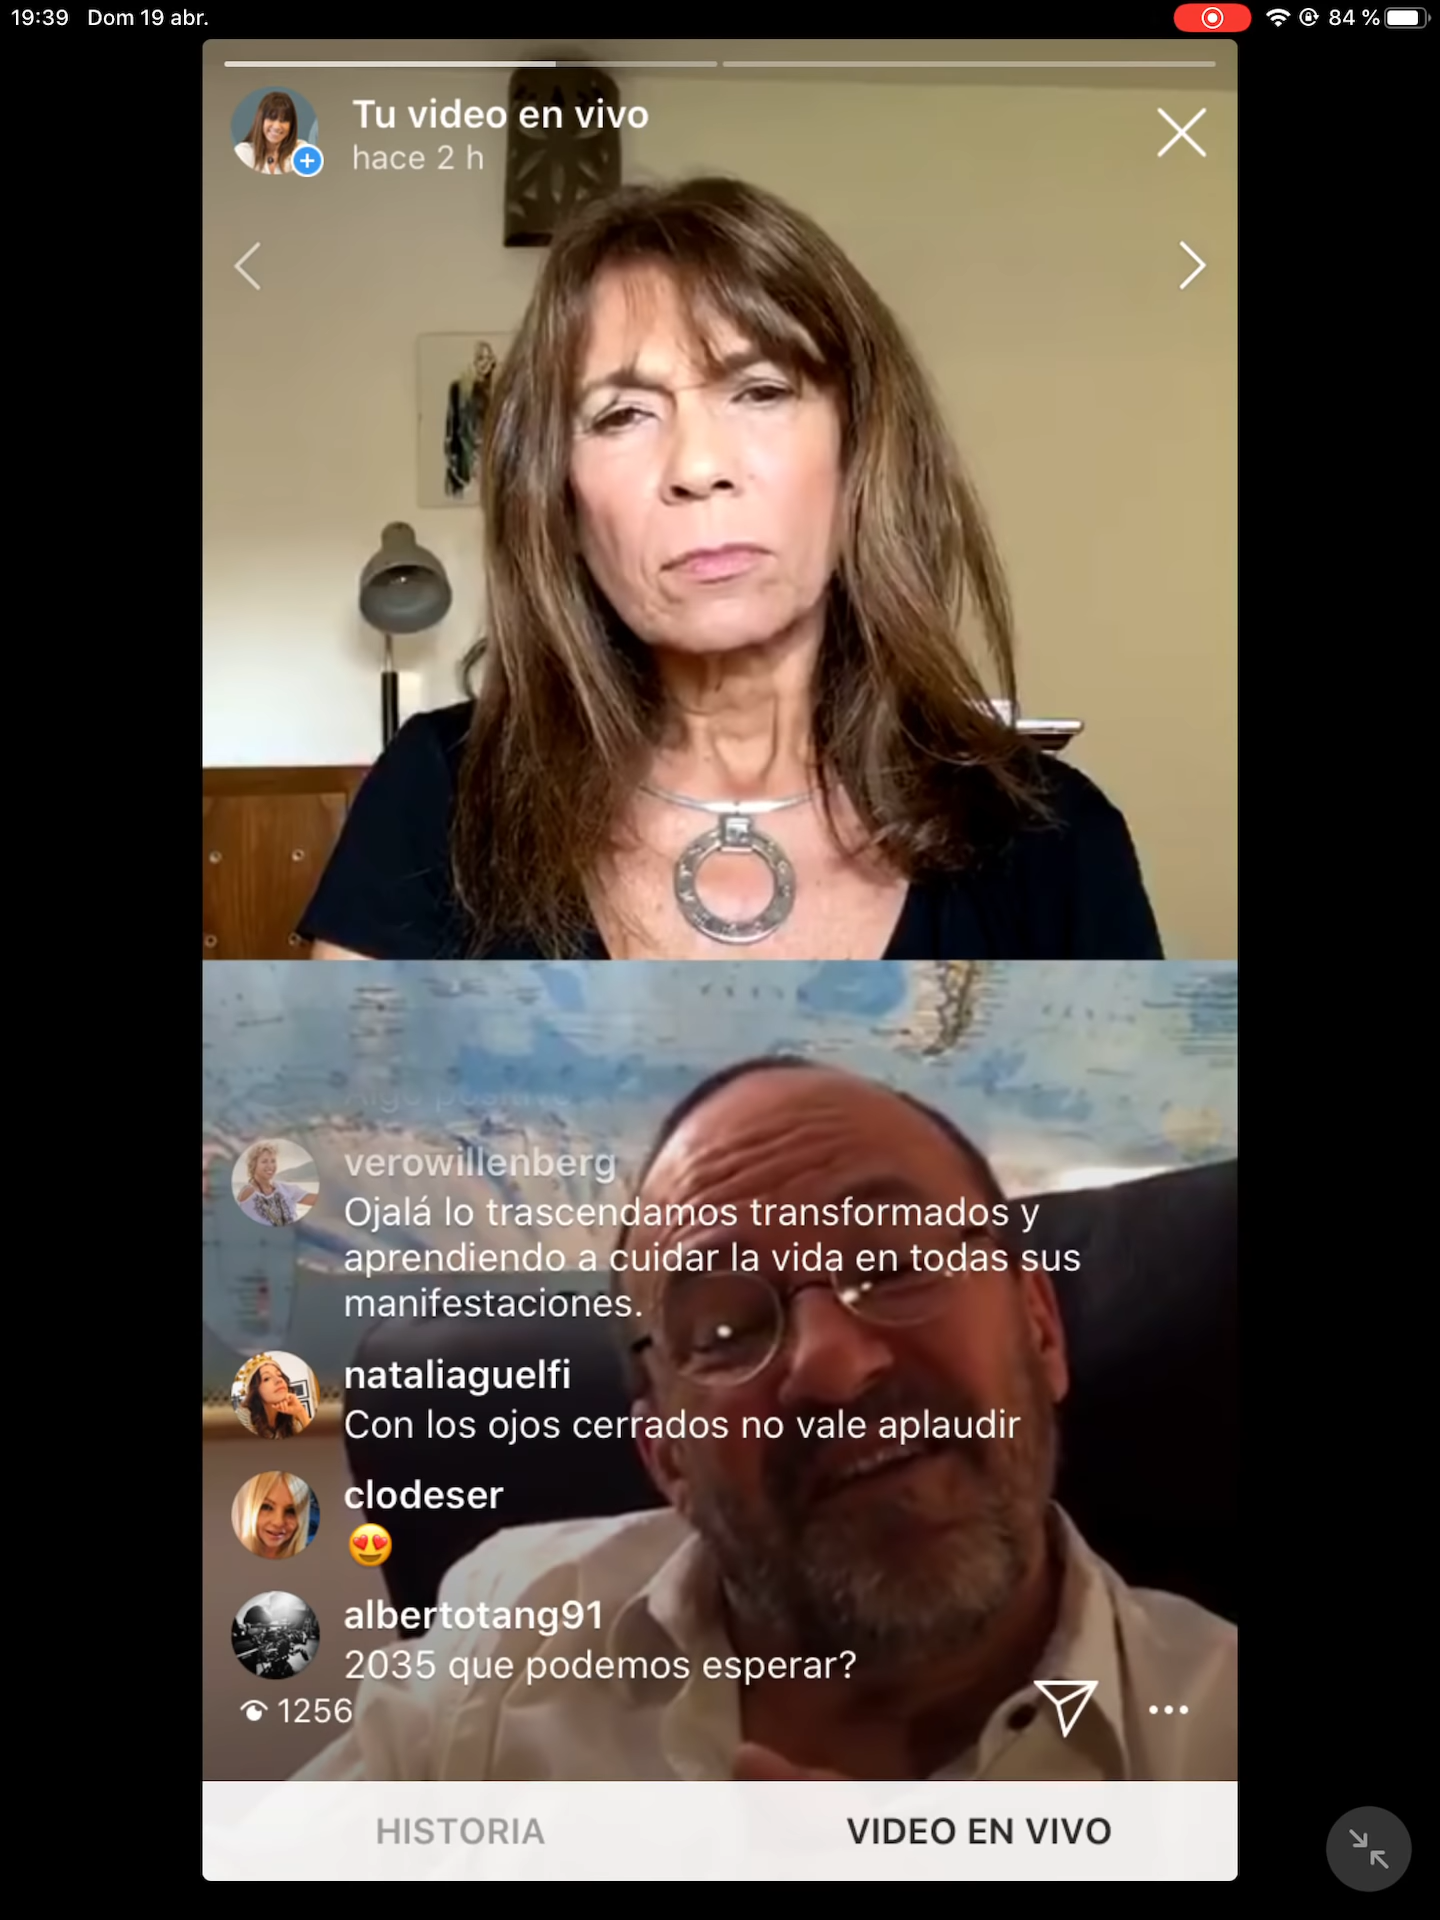 19:39 Dom 19 abr.
84 %
Tu video en vivo
hace 2 h
Algo positivo
verowillenberg
Ojalá lo trascendamos transformados y
aprendiendo a cuidar la vida en todas sus
manifestaciones.
nataliaguelfi
Con los ojos cerrados no vale aplaudir
clodeser
😍
albertotang91
2035 que podemos esperar?
1256
HISTORIA
VIDEO EN VIVO